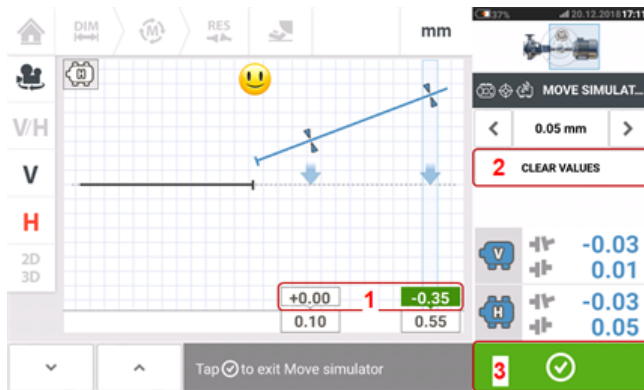 DIM
M
RES
mm
37%
20.12.2018 17:11
H
MOVE SIMULAT...
V/H
0.05 mm
V
2
CLEAR VALUES
H
2D
3D
V
-0.03
0.01
+0.00
1
-0.35
H
-0.03
0.05
0.10
0.55
Tap to exit Move simulator
3